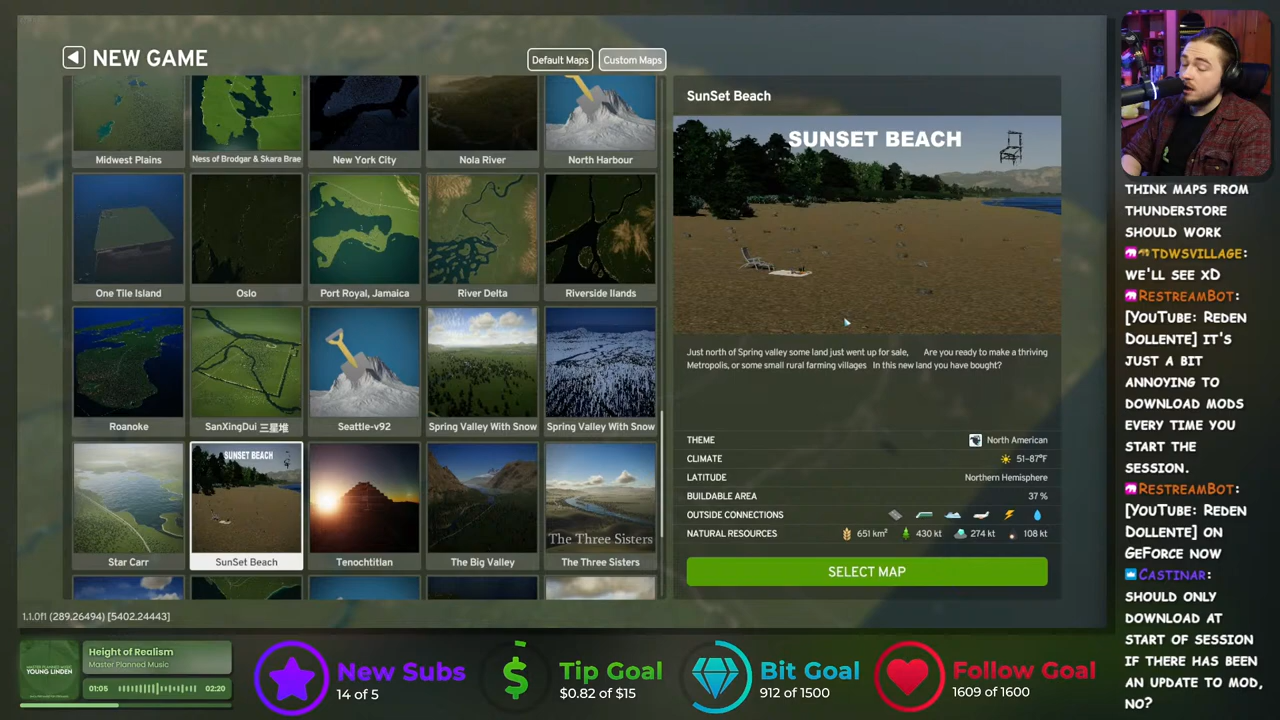 NEW GAME
Default Maps
Custom Maps
Midwest Plains
Ness of Brodgar & Skara Brae
New York City
Nola River
North Harbour
One Tile Island
Oslo
Port Royal, Jamaica
River Delta
Riverside Ilands
Roanoke
SanXingDui 三星堆
Seattle-v92
Spring Valley With Snow
Spring Valley With Snow
SUNSET BEACH
The Three Sisters
Star Carr
SunSet Beach
Tenochtitlan
The Big Valley
The Three Sisters
SunSet Beach
SUNSET BEACH
Just north of Spring valley some land just went up for sale, Are you ready to make a thriving
Metropolis, or some small rural farming villages In this new land you have bought?
THEME
North American
CLIMATE
51-87°F
LATITUDE
Northern Hemisphere
BUILDABLE AREA
37 %
OUTSIDE CONNECTIONS
NATURAL RESOURCES
651 km²
430 kt
274 kt
108 kt
SELECT MAP
1.1.0f1 (289.26494) [5402.24443]
THINK MAPS FROM
THUNDERSTORE
SHOULD WORK
TDWSVILLAGE:
WE'LL SEE XD
RESTREAMBOT:
[YOUTUBE: REDEN
DOLLENTE] IT'S
JUST A BIT
ANNOYING TO
DOWNLOAD MODS
EVERY TIME YOU
START THE
SESSION.
RESTREAMBOT:
[YOUTUBE: REDEN
DOLLENTE] ON
GEFORCE NOW
CASTINAR:
SHOULD ONLY
DOWNLOAD AT
START OF SESSION
IF THERE HAS BEEN
AN UPDATE TO MOD,
NO?
MASTER PLANNED MUSIC
YOUNG LINDEN
Height of Realism
Master Planned Music
01:05
02:20
New Subs
14 of 5
Tip Goal
$0.82 of $15
Bit Goal
912 of 1500
Follow Goal
1609 of 1600